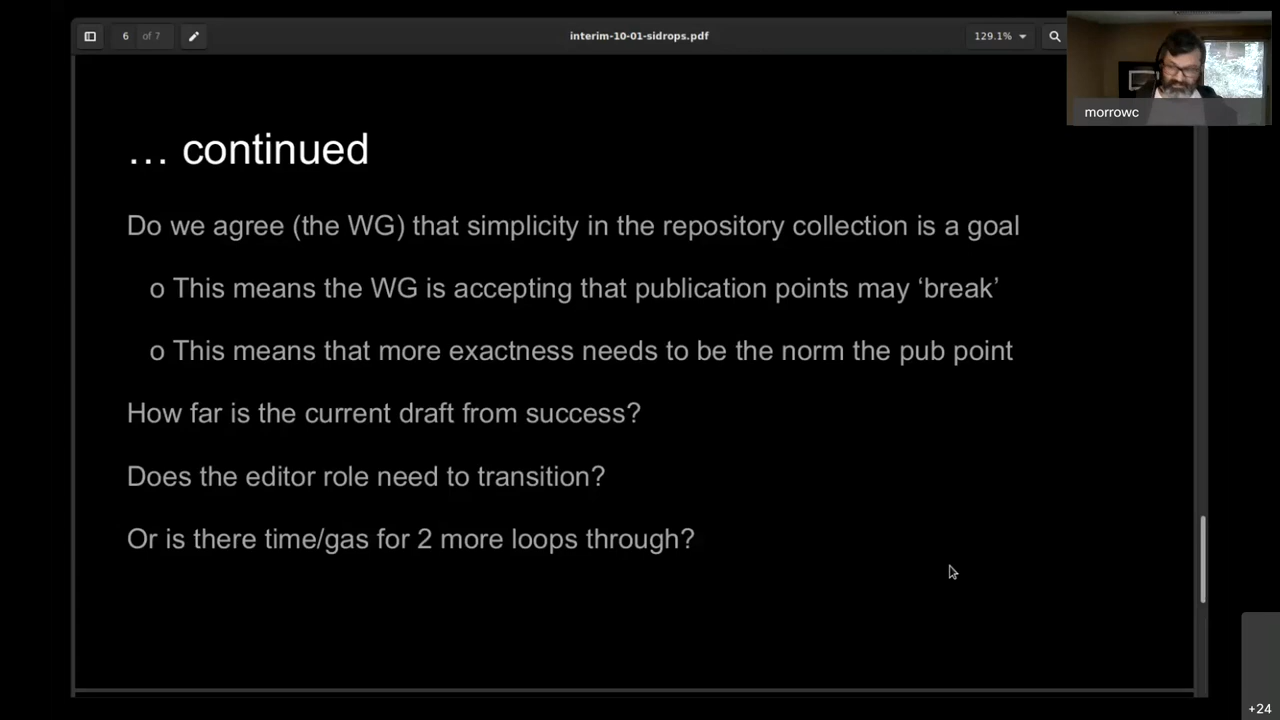 6 of 7
interim-10-01-sidrops.pdf
129.1%
morrowc
… continued
Do we agree (the WG) that simplicity in the repository collection is a goal
o This means the WG is accepting that publication points may ‘break’
o This means that more exactness needs to be the norm the pub point
How far is the current draft from success?
Does the editor role need to transition?
Or is there time/gas for 2 more loops through?
+24